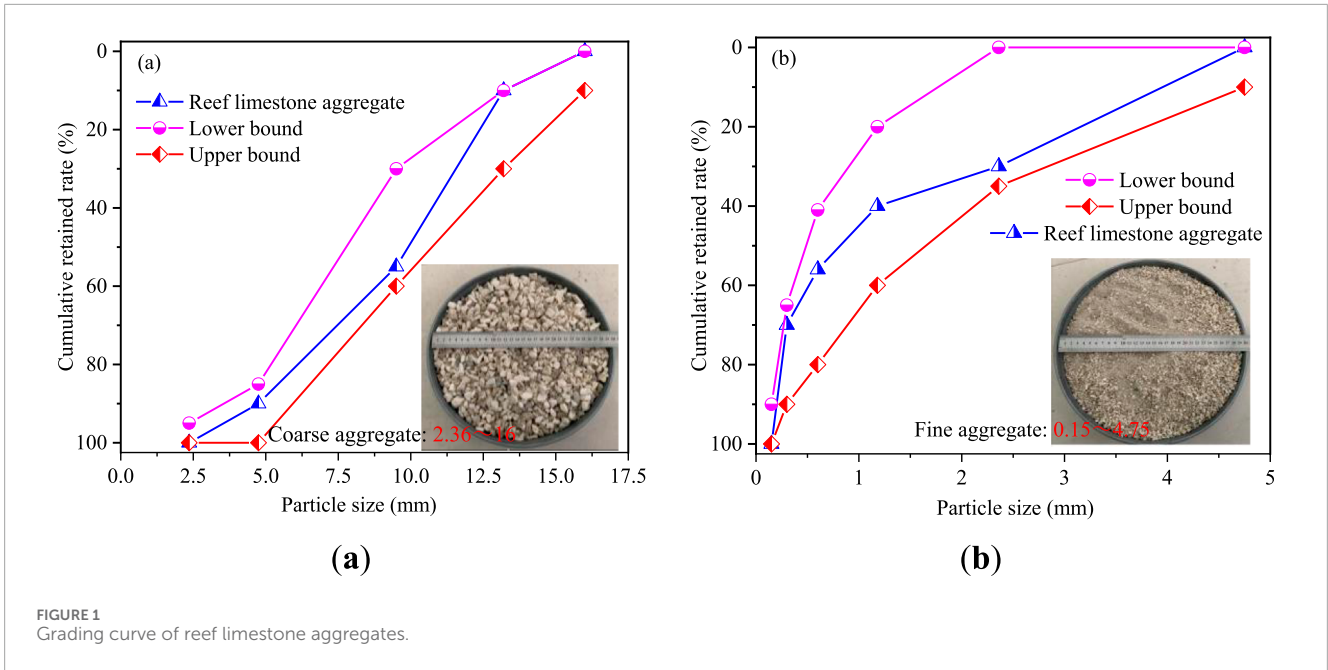 (a)
Reef limestone aggregate
Lower bound
Upper bound
Cumulative retained rate (%)
0
20
40
60
80
100
Coarse aggregate: 2.36~16
0.0
2.5
5.0
7.5
10.0
12.5
15.0
17.5
Particle size (mm)
(a)
(b)
Lower bound
Upper bound
Reef limestone aggregate
Cumulative retained rate (%)
0
20
40
60
80
100
Fine aggregate: 0.15~4.75
0
1
2
3
4
5
Particle size (mm)
(b)
FIGURE 1
Grading curve of reef limestone aggregates.